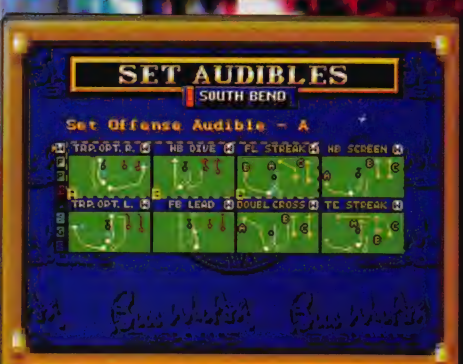 SET AUDIBLES
SOUTH BEND
Set Offense Audible - A
TRP. OPT. R. W HB DIVE W FL STREAK W HB SCREEN W
A B C
TRP. OPT. L. W FB LEAD W DOUBL CROSS W TE STREAK W